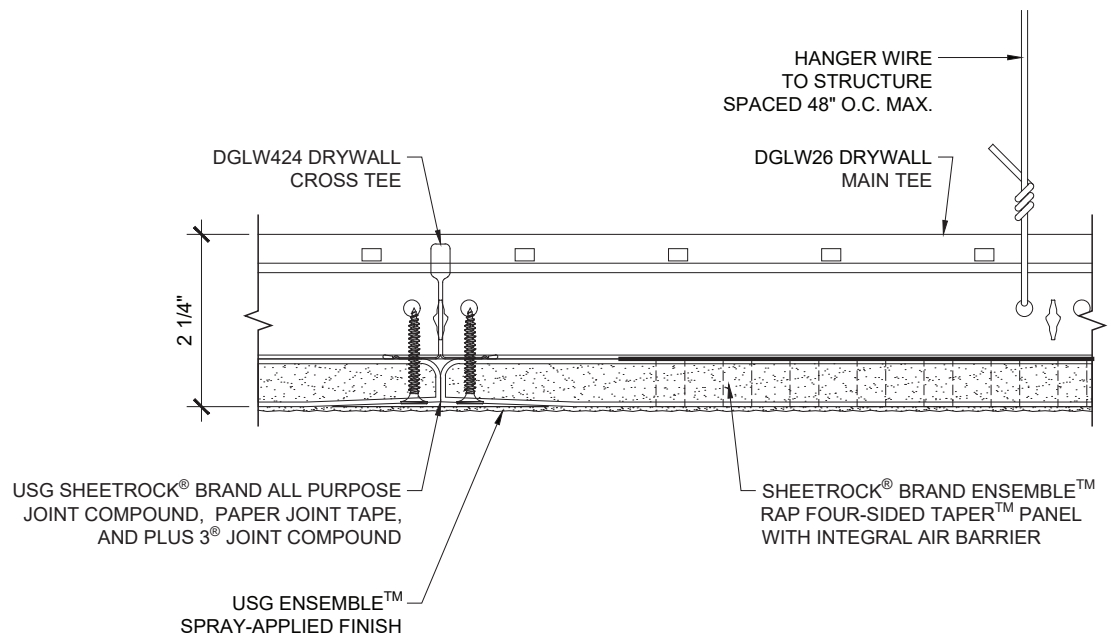 HANGER WIRE
TO STRUCTURE
SPACED 48" O.C. MAX.
DGLW424 DRYWALL
CROSS TEE
DGLW26 DRYWALL
MAIN TEE
2 1/4"
USG SHEETROCK® BRAND ALL PURPOSE
JOINT COMPOUND, PAPER JOINT TAPE,
AND PLUS 3® JOINT COMPOUND
SHEETROCK® BRAND ENSEMBLE™
RAP FOUR-SIDED TAPER™ PANEL
WITH INTEGRAL AIR BARRIER
USG ENSEMBLE™
SPRAY-APPLIED FINISH